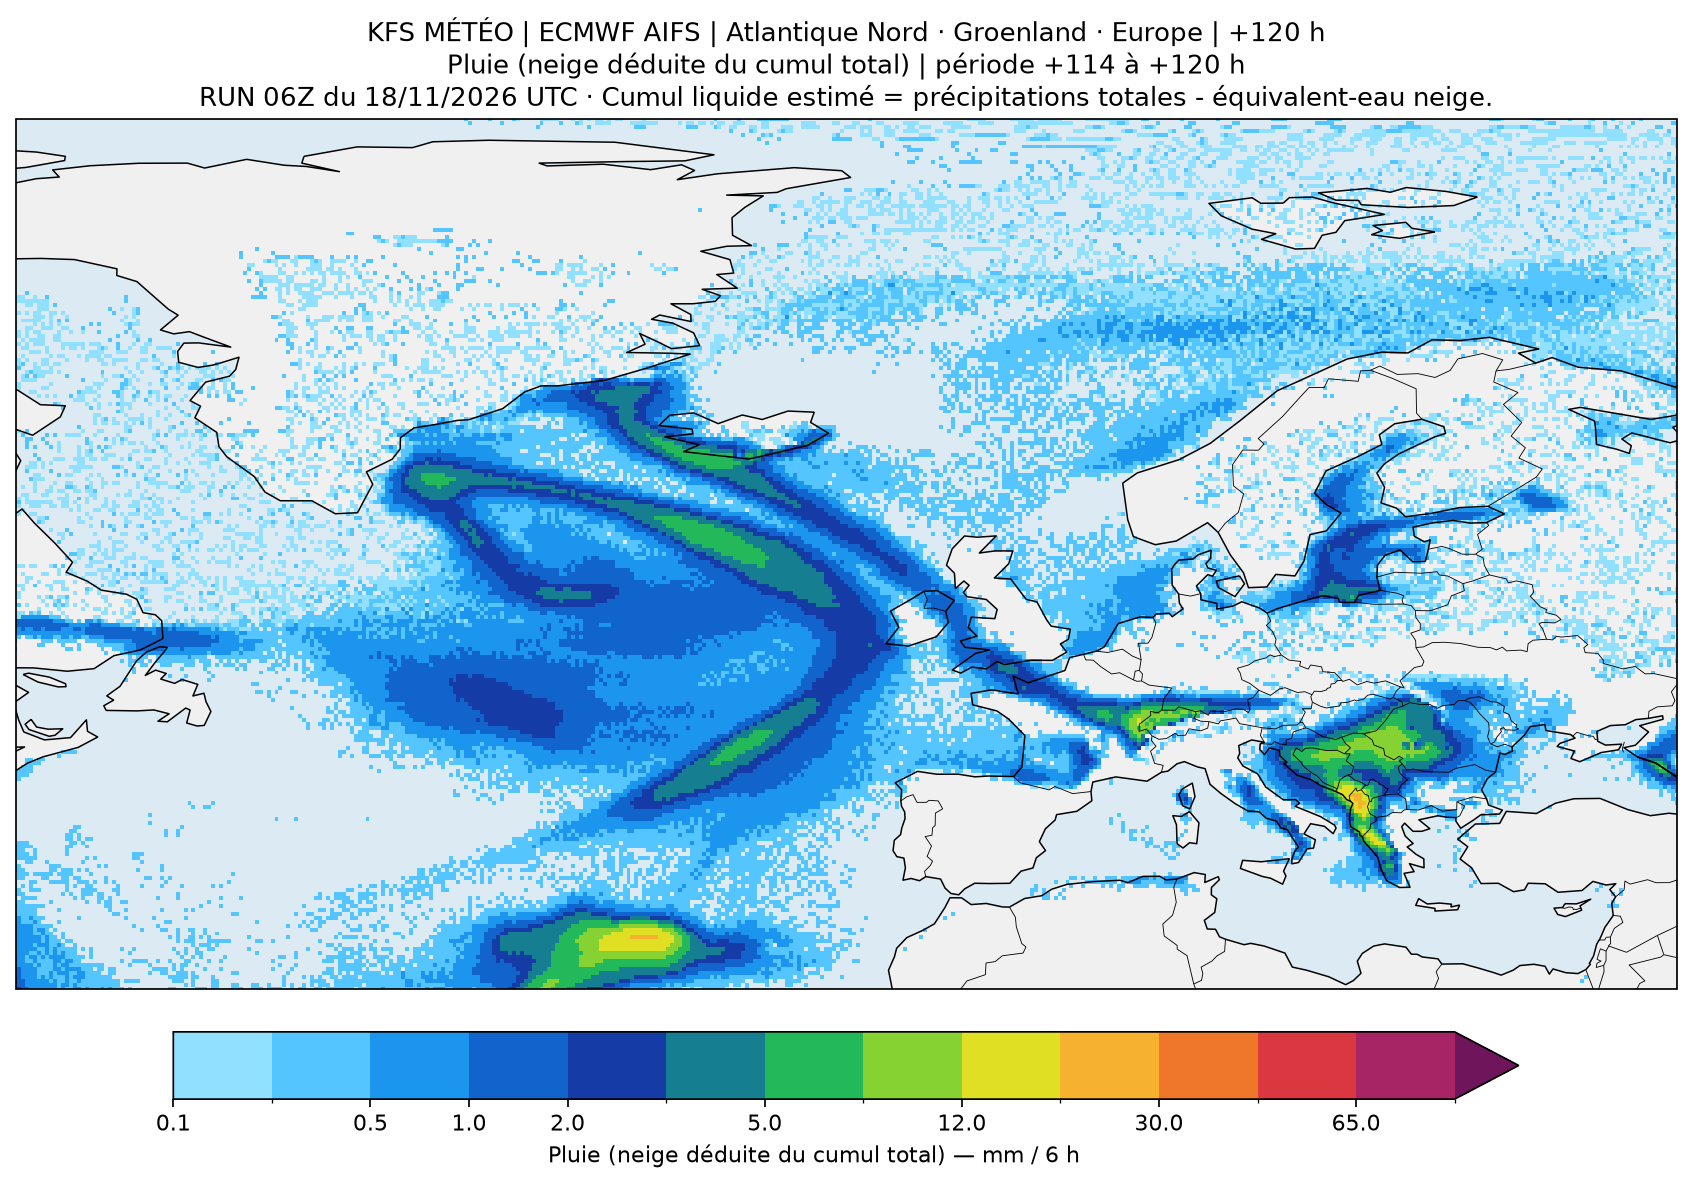 KFS MÉTÉO | ECMWF AIFS | Atlantique Nord · Groenland · Europe | +120 h
Pluie (neige déduite du cumul total) | période +114 à +120 h
RUN 06Z du 18/11/2026 UTC · Cumul liquide estimé = précipitations totales - équivalent-eau neige.
0.1 0.5 1.0 2.0 5.0 12.0 30.0 65.0
Pluie (neige déduite du cumul total) — mm / 6 h